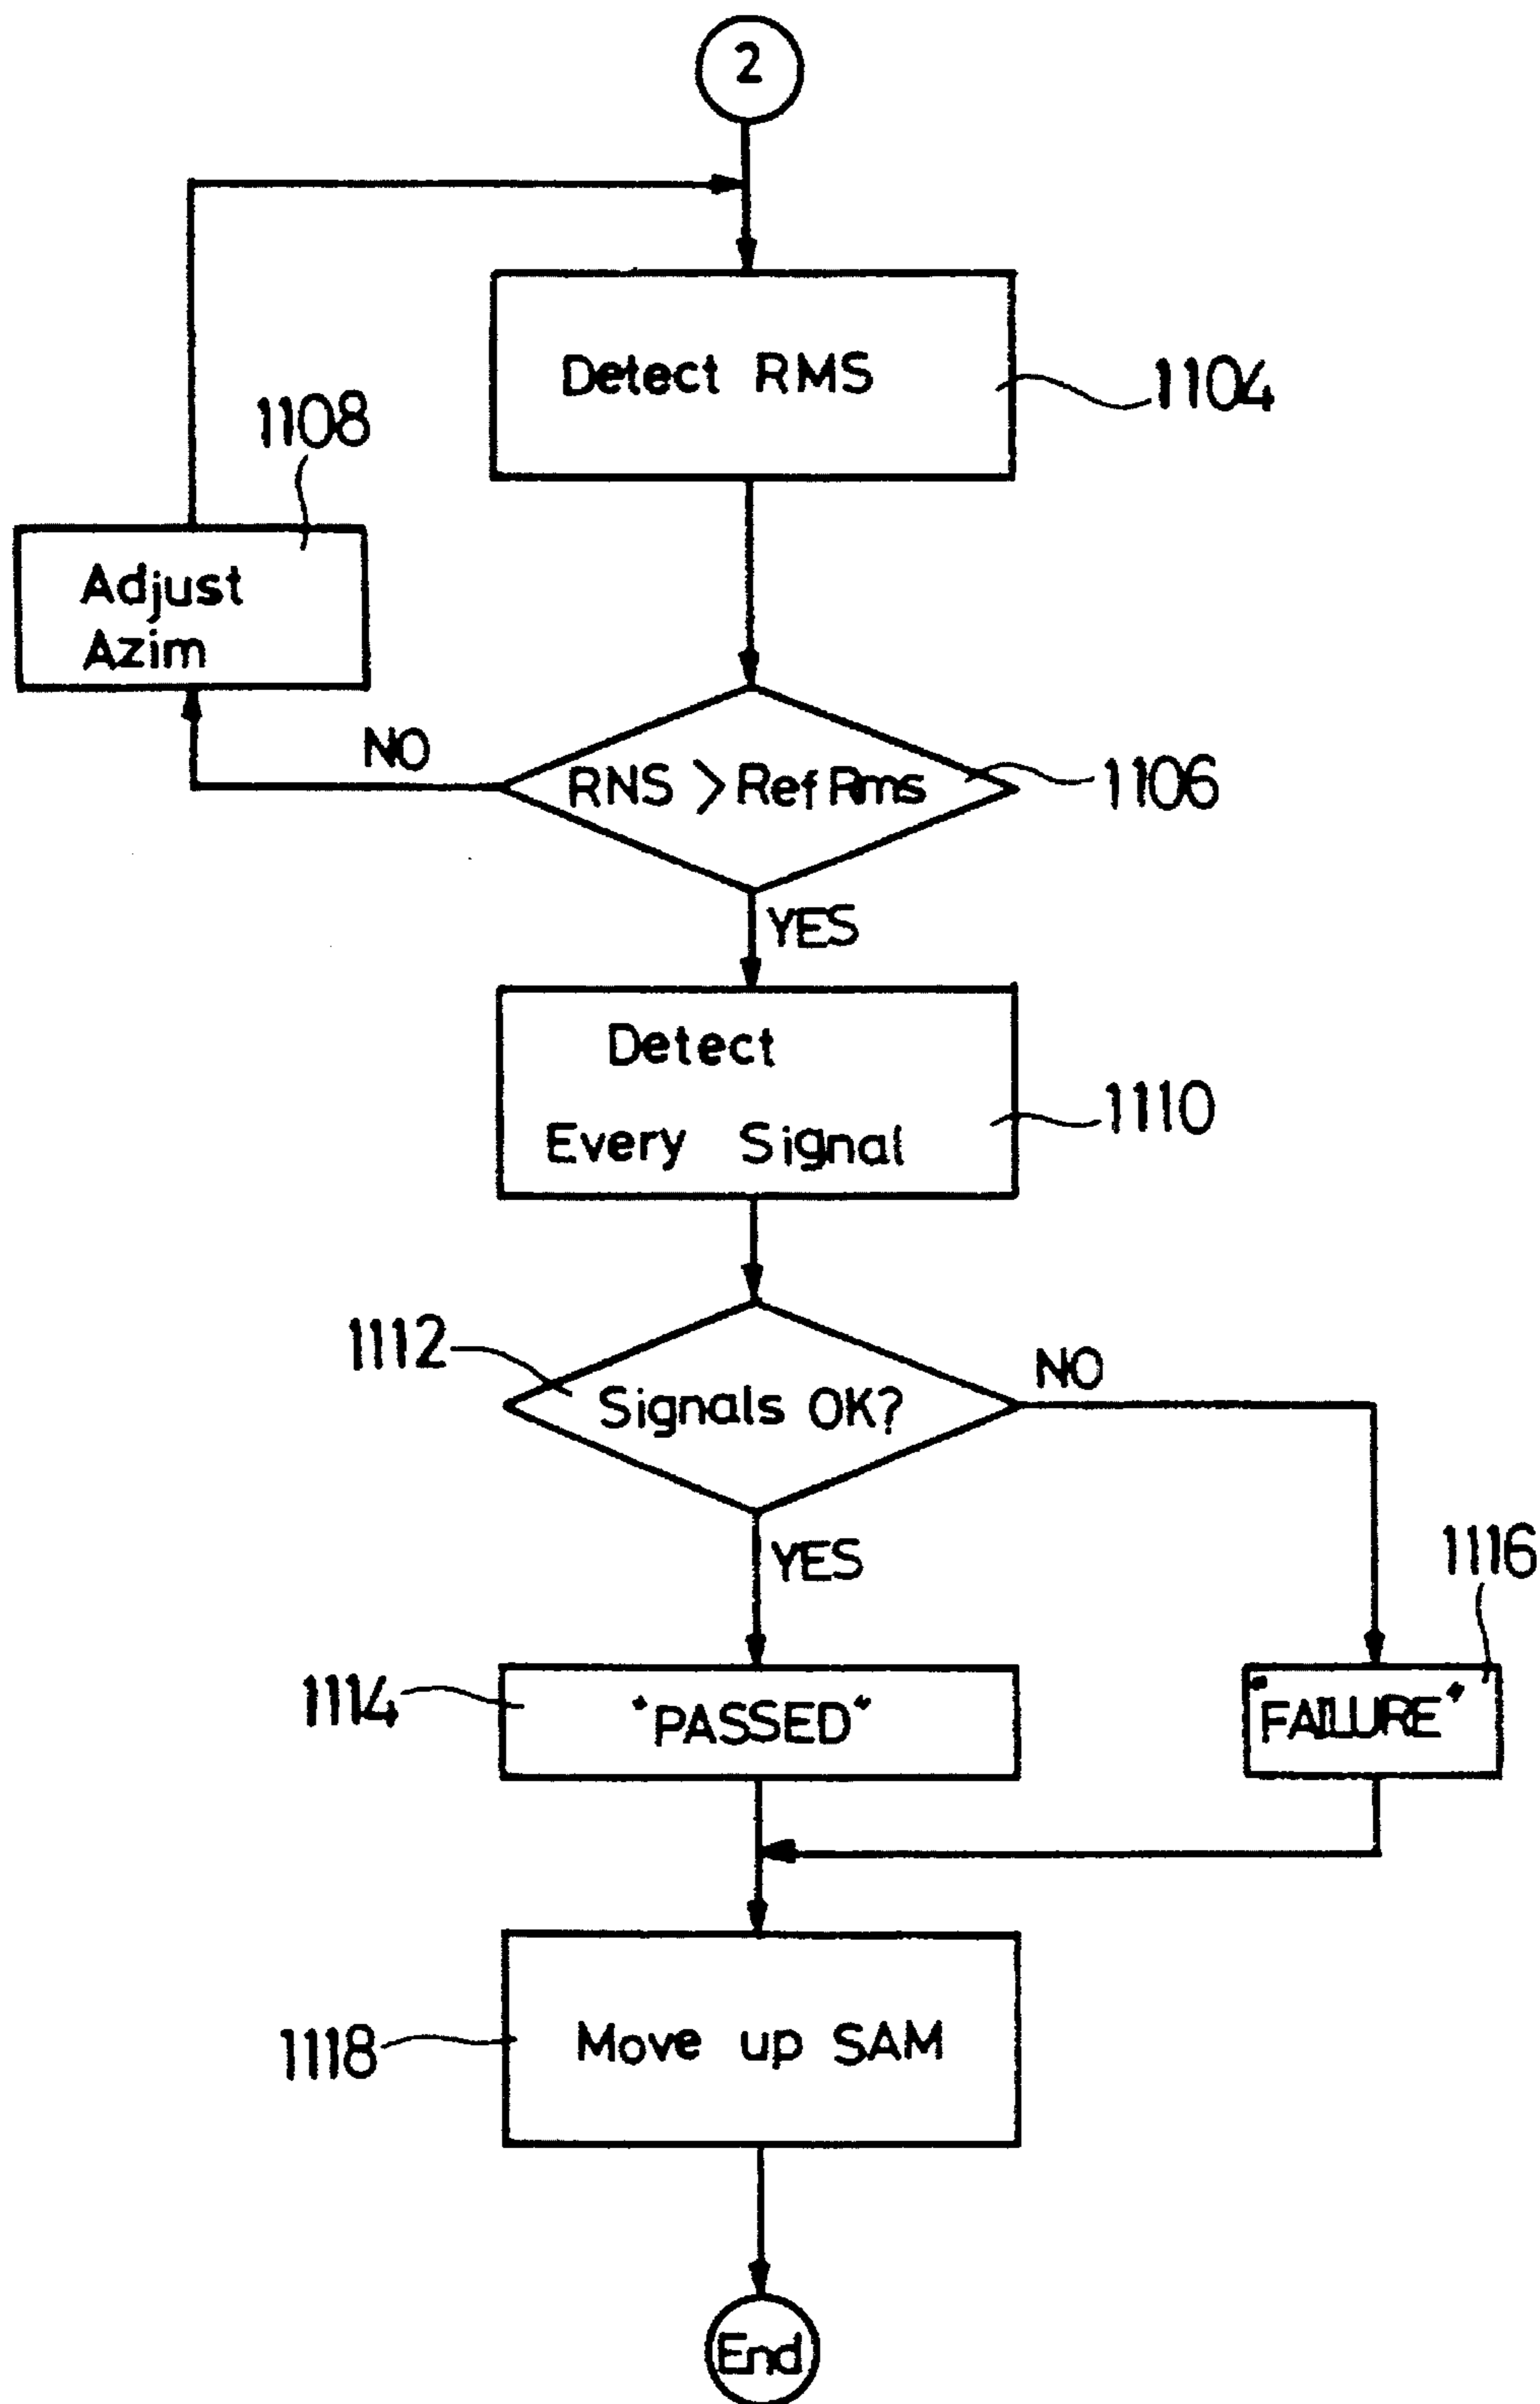 2
Detect RMS
1104
1108
Adjust
Azim
NO
RNS > Ref Rms
1106
YES
Detect
Every Signal
1110
1112
Signals OK?
NO
YES
1116
1114
"PASSED"
"FAILURE"
1118
Move up SAM
End